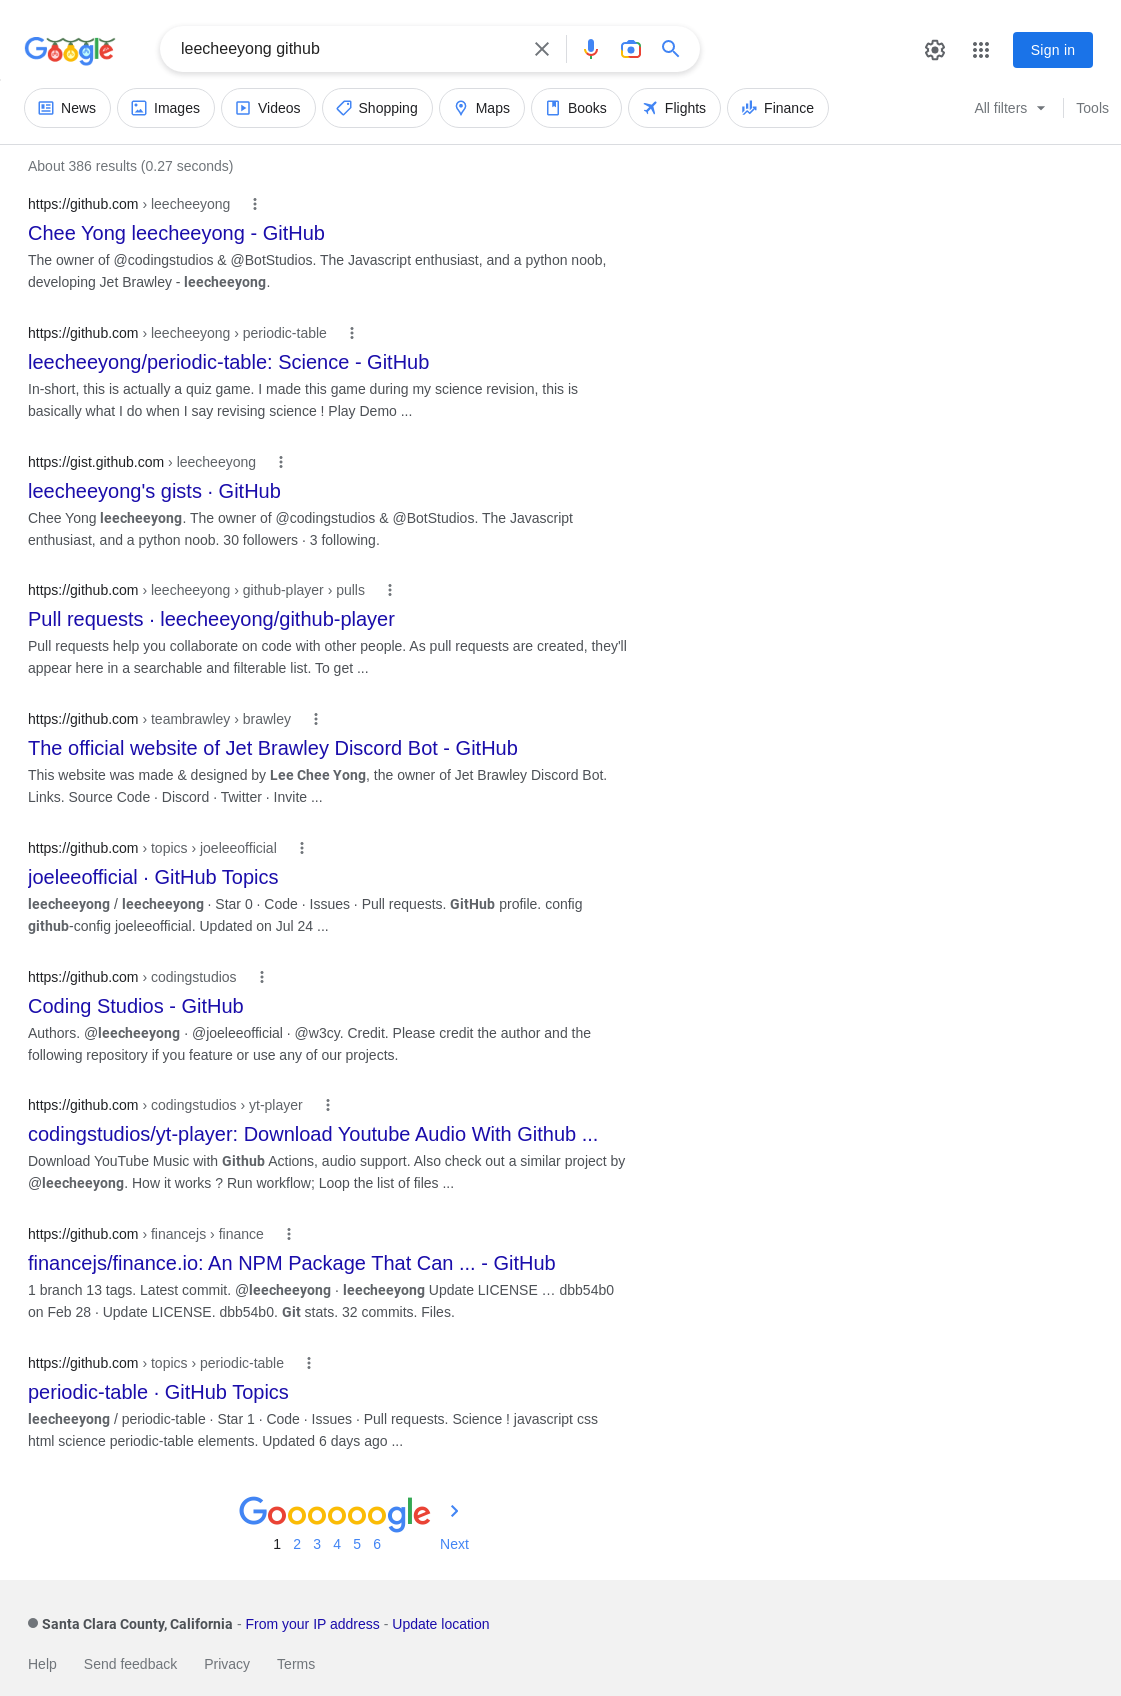 Google
leecheeyong github
Sign in
News Images Videos Shopping Maps Books Flights Finance All filters Tools
About 386 results (0.27 seconds)
https://github.com › leecheeyong
Chee Yong leecheeyong - GitHub
The owner of @codingstudios & @BotStudios. The Javascript enthusiast, and a python noob,
developing Jet Brawley - leecheeyong.
https://github.com › leecheeyong › periodic-table
leecheeyong/periodic-table: Science - GitHub
In-short, this is actually a quiz game. I made this game during my science revision, this is
basically what I do when I say revising science ! Play Demo ...
https://gist.github.com › leecheeyong
leecheeyong's gists · GitHub
Chee Yong leecheeyong. The owner of @codingstudios & @BotStudios. The Javascript
enthusiast, and a python noob. 30 followers · 3 following.
https://github.com › leecheeyong › github-player › pulls
Pull requests · leecheeyong/github-player
Pull requests help you collaborate on code with other people. As pull requests are created, they'll
appear here in a searchable and filterable list. To get ...
https://github.com › teambrawley › brawley
The official website of Jet Brawley Discord Bot - GitHub
This website was made & designed by Lee Chee Yong, the owner of Jet Brawley Discord Bot.
Links. Source Code · Discord · Twitter · Invite ...
https://github.com › topics › joeleeofficial
joeleeofficial · GitHub Topics
leecheeyong / leecheeyong · Star 0 · Code · Issues · Pull requests. GitHub profile. config
github-config joeleeofficial. Updated on Jul 24 ...
https://github.com › codingstudios
Coding Studios - GitHub
Authors. @leecheeyong · @joeleeofficial · @w3cy. Credit. Please credit the author and the
following repository if you feature or use any of our projects.
https://github.com › codingstudios › yt-player
codingstudios/yt-player: Download Youtube Audio With Github ...
Download YouTube Music with Github Actions, audio support. Also check out a similar project by
@leecheeyong. How it works ? Run workflow; Loop the list of files ...
https://github.com › financejs › finance
financejs/finance.io: An NPM Package That Can ... - GitHub
1 branch 13 tags. Latest commit. @leecheeyong · leecheeyong Update LICENSE … dbb54b0
on Feb 28 · Update LICENSE. dbb54b0. Git stats. 32 commits. Files.
https://github.com › topics › periodic-table
periodic-table · GitHub Topics
leecheeyong / periodic-table · Star 1 · Code · Issues · Pull requests. Science ! javascript css
html science periodic-table elements. Updated 6 days ago ...
Goooooogle
1 2 3 4 5 6 Next
Santa Clara County, California - From your IP address - Update location
Help Send feedback Privacy Terms